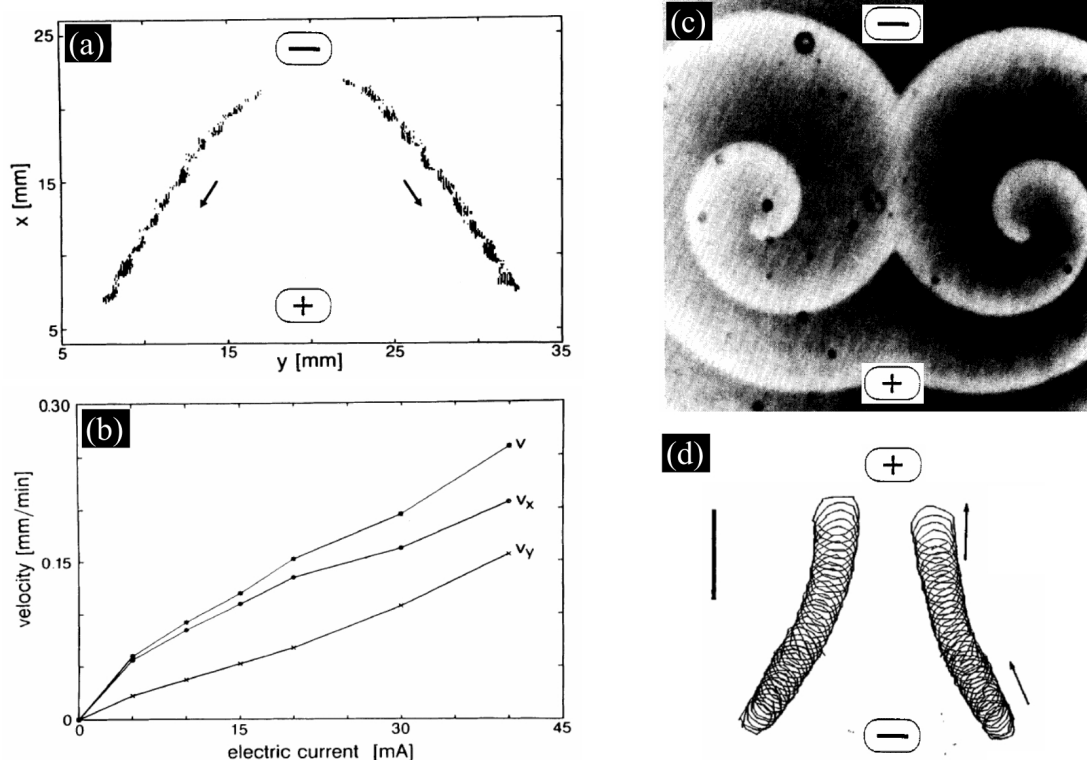 (a)
25
15
5
x [mm]
−
+
5
15
25
35
y [mm]
(b)
0.30
0.15
0
velocity [mm/min]
v
vx
vy
0
15
30
45
electric current [mA]
(c)
−
+
(d)
+
−